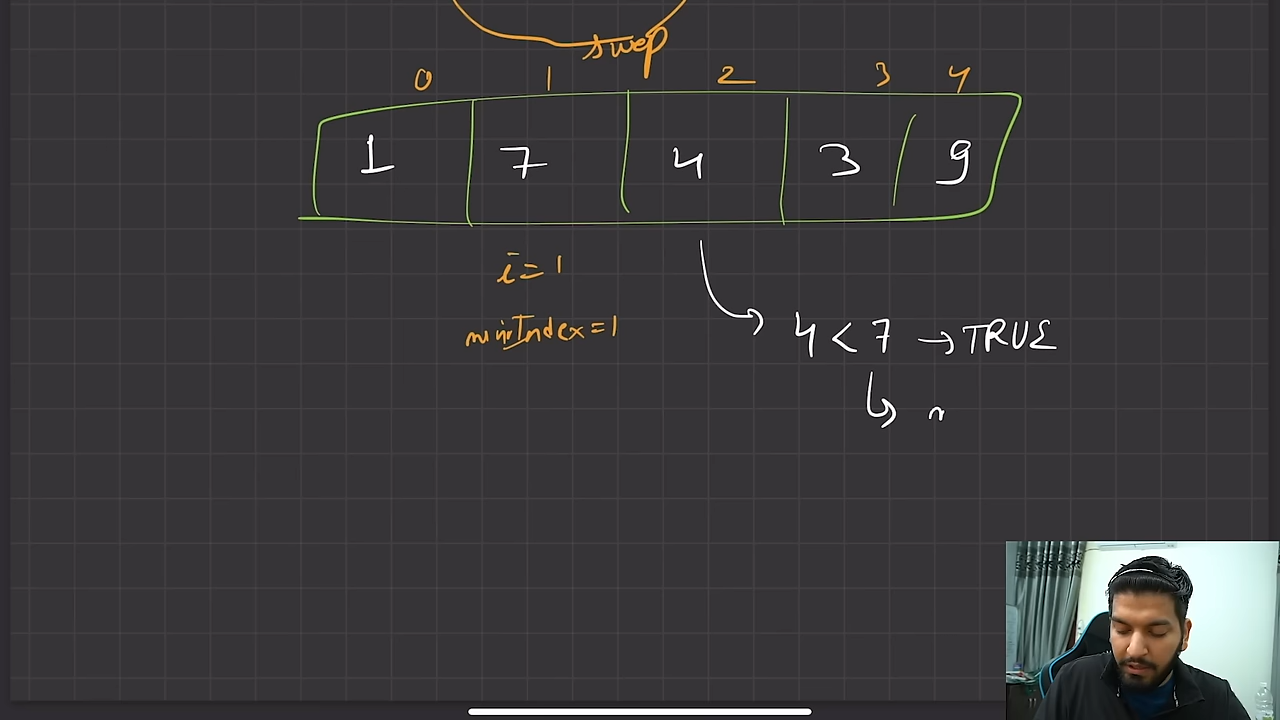 swap
0 1 2 3 4
1 7 4 3 9
i=1
minIndex=1
4<7 → TRUE
↳ m